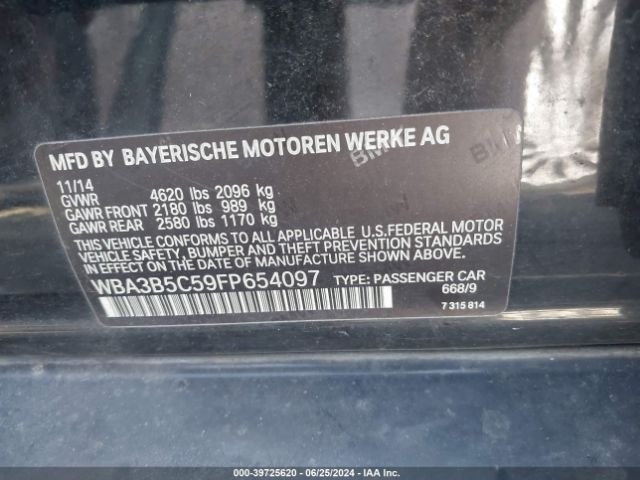 MFD BY BAYERISCHE MOTOREN WERKE AG
11/14
GVWR 4620 lbs 2096 kg
GAWR FRONT 2180 lbs 989 kg
GAWR REAR 2580 lbs 1170 kg
THIS VEHICLE CONFORMS TO ALL APPLICABLE U.S.FEDERAL MOTOR
VEHICLE SAFETY, BUMPER AND THEFT PREVENTION STANDARDS
IN EFFECT ON THE DATE OF MANUFACTURE SHOWN ABOVE.
WBA3B5C59FP654097 TYPE: PASSENGER CAR
668/9
7 315 814
000-39725620 - 06/25/2024 - IAA Inc.